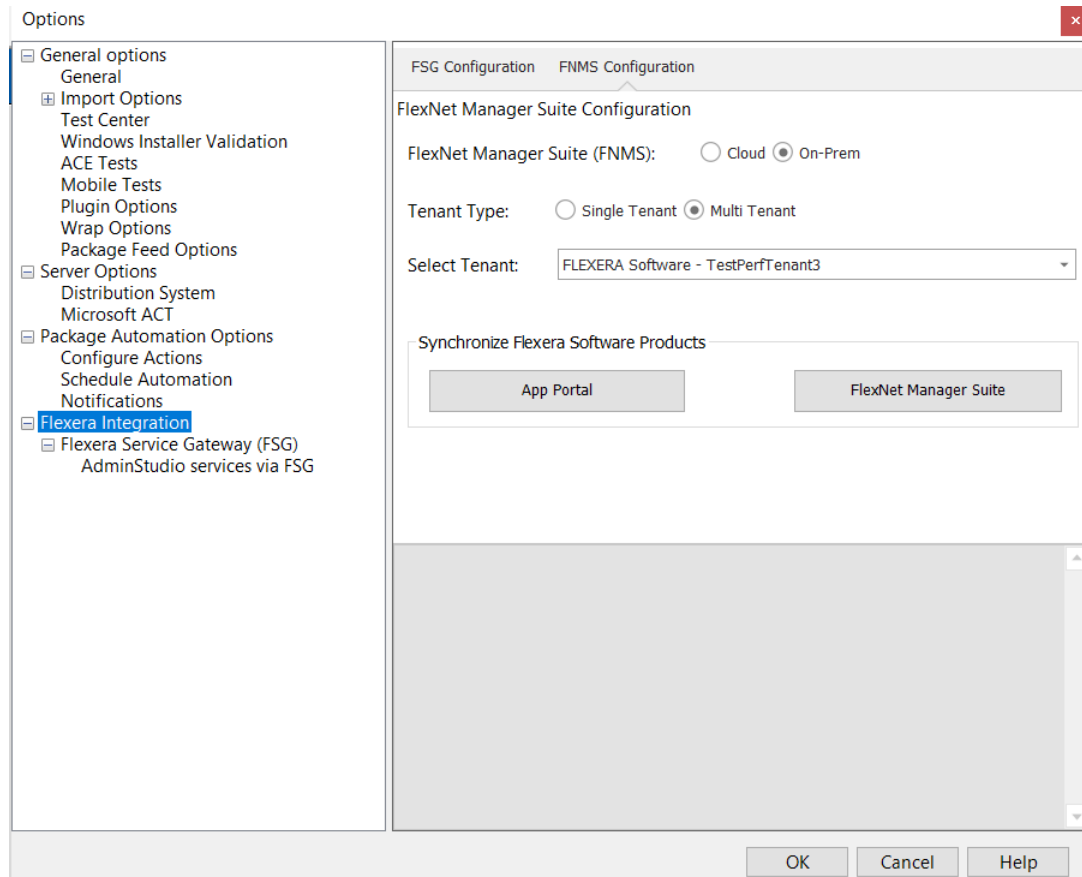 Options
General options
General
Import Options
Test Center
Windows Installer Validation
ACE Tests
Mobile Tests
Plugin Options
Wrap Options
Package Feed Options
Server Options
Distribution System
Microsoft ACT
Package Automation Options
Configure Actions
Schedule Automation
Notifications
Flexera Integration
Flexera Service Gateway (FSG)
AdminStudio services via FSG
FSG Configuration FNMS Configuration
FlexNet Manager Suite Configuration
FlexNet Manager Suite (FNMS): Cloud On-Prem
Tenant Type: Single Tenant Multi Tenant
Select Tenant: FLEXERA Software - TestPerfTenant3
Synchronize Flexera Software Products
App Portal FlexNet Manager Suite
OK Cancel Help